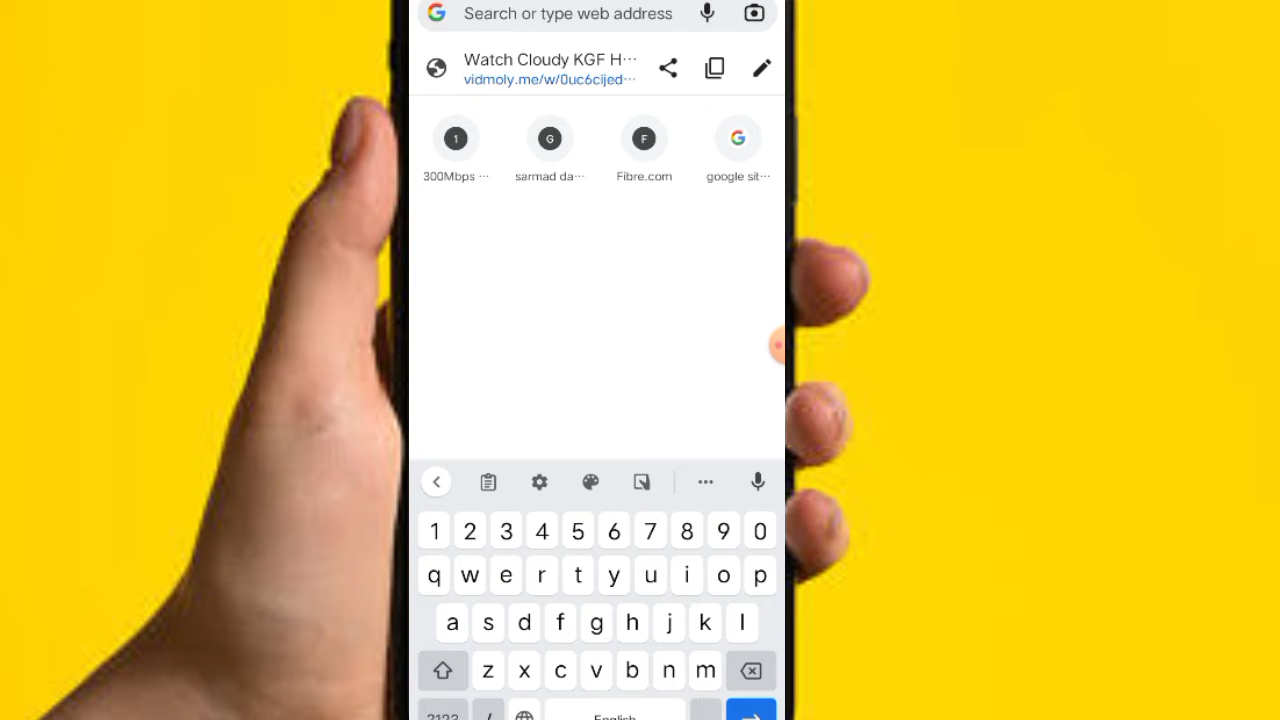 Search or type web address
Watch Cloudy KGF H...
vidmoly.me/w/0uc6cijed...
1 G F G
300Mbps ... sarmad da... Fibre.com google sit...
1 2 3 4 5 6 7 8 9 0
q w e r t y u i o p
a s d f g h j k l
z x c v b n m
?123 / English